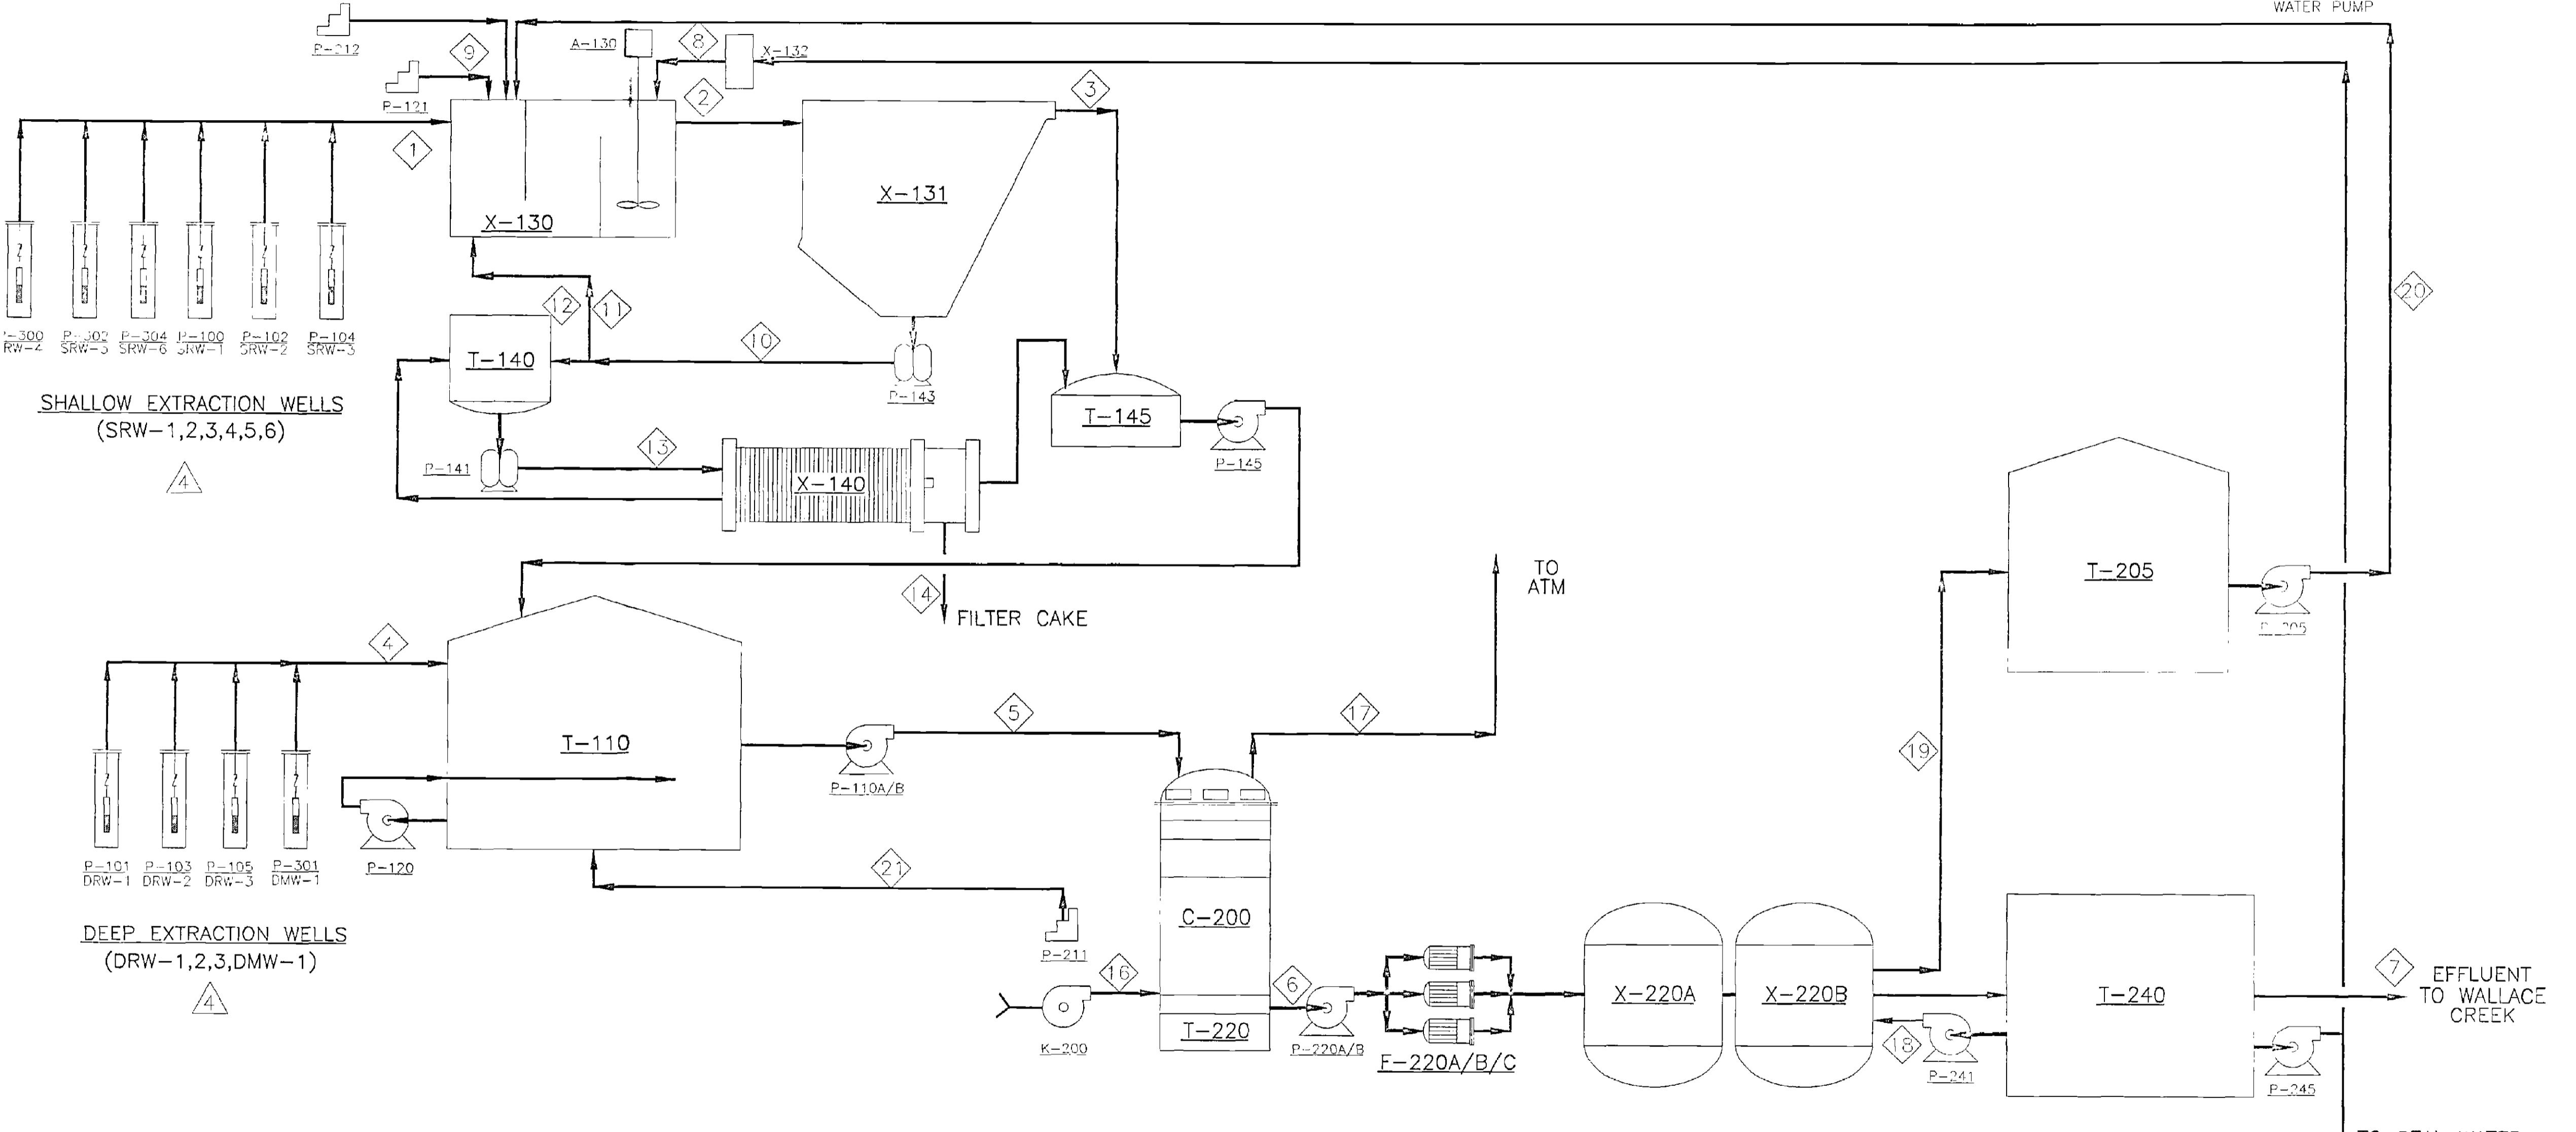 WATER PUMP
P-212
9
A-130
8
X-132
P-121
2
3
1
X-130
X-131
20
12
11
10
T-140
P-302
SRW-5
P-304
SRW-6
P-100
SRW-1
P-102
SRW-2
P-104
SRW-3
P-143
SHALLOW EXTRACTION WELLS
(SRW-1,2,3,4,5,6)
4
T-145
P-145
P-141
13
X-140
TO
ATM
T-205
P-205
14
FILTER CAKE
4
5
17
T-110
19
P-110A/B
P-101
DRW-1
P-103
DRW-2
P-105
DRW-3
P-301
DMW-1
P-120
21
C-200
DEEP EXTRACTION WELLS
(DRW-1,2,3,DMW-1)
4
P-211
16
6
7
EFFLUENT
TO WALLACE
CREEK
X-220A
X-220B
T-240
T-220
K-200
P-220A/B
F-220A/B/C
18
P-241
P-245